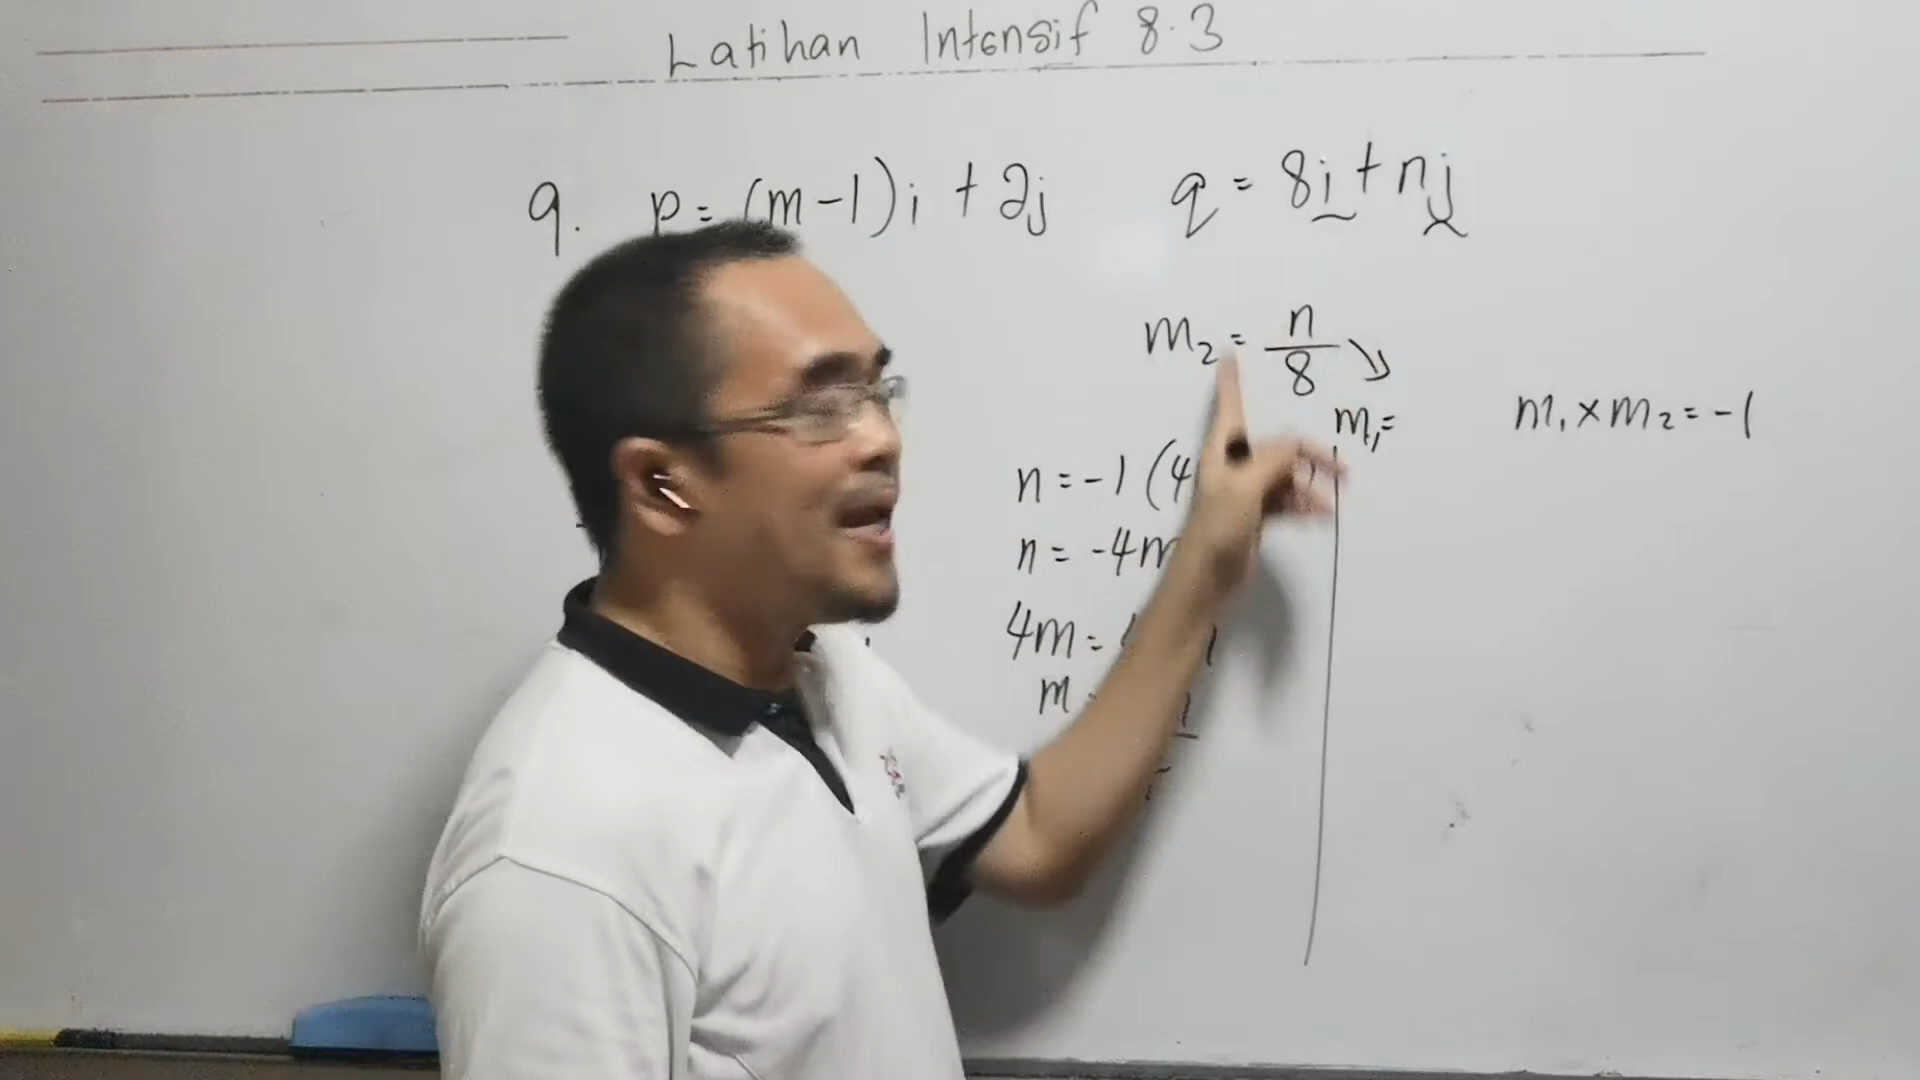 Latihan Intensif 8.3
9. p = (m-1)i + 2j q = 8i + nj
m₂ = n/8
m₁ =
m₁ × m₂ = -1
n = -1(4
n = -4m
4m =
m